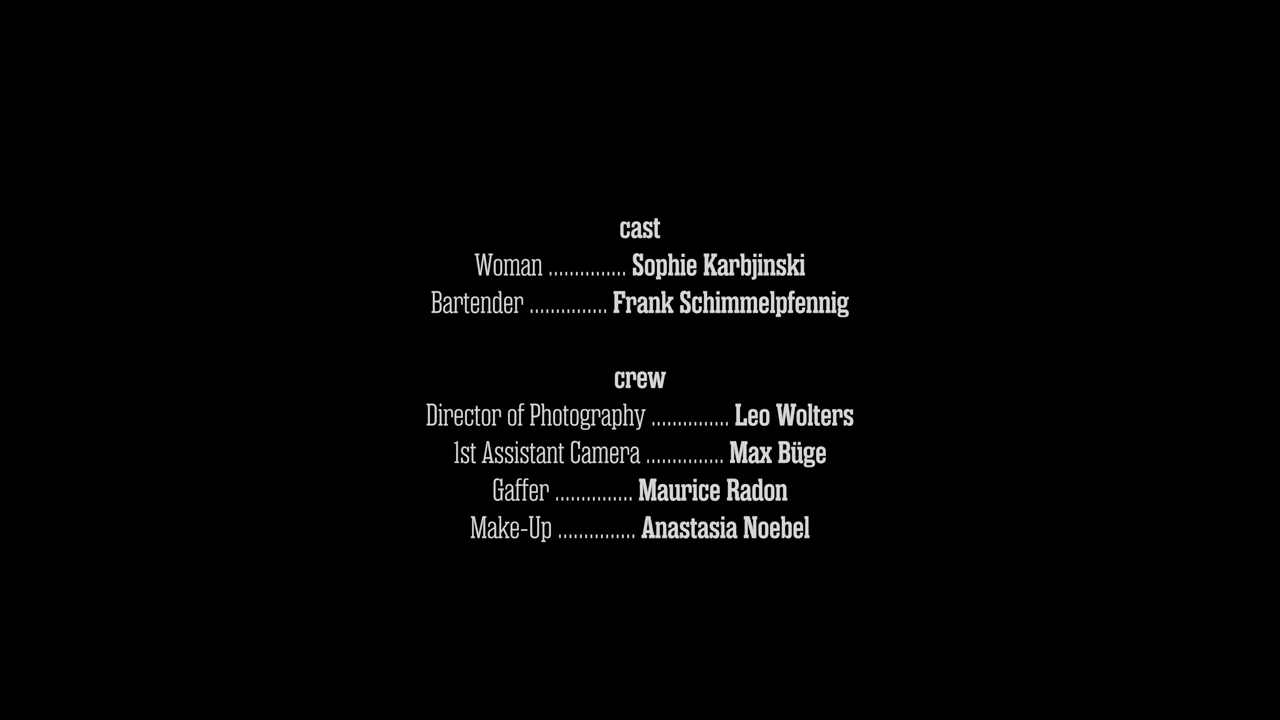 cast
Woman ............... Sophie Karbjinski
Bartender ............... Frank Schimmelpfennig
crew
Director of Photography ............... Leo Wolters
1st Assistant Camera ............... Max Büge
Gaffer ............... Maurice Radon
Make-Up ............... Anastasia Noebel